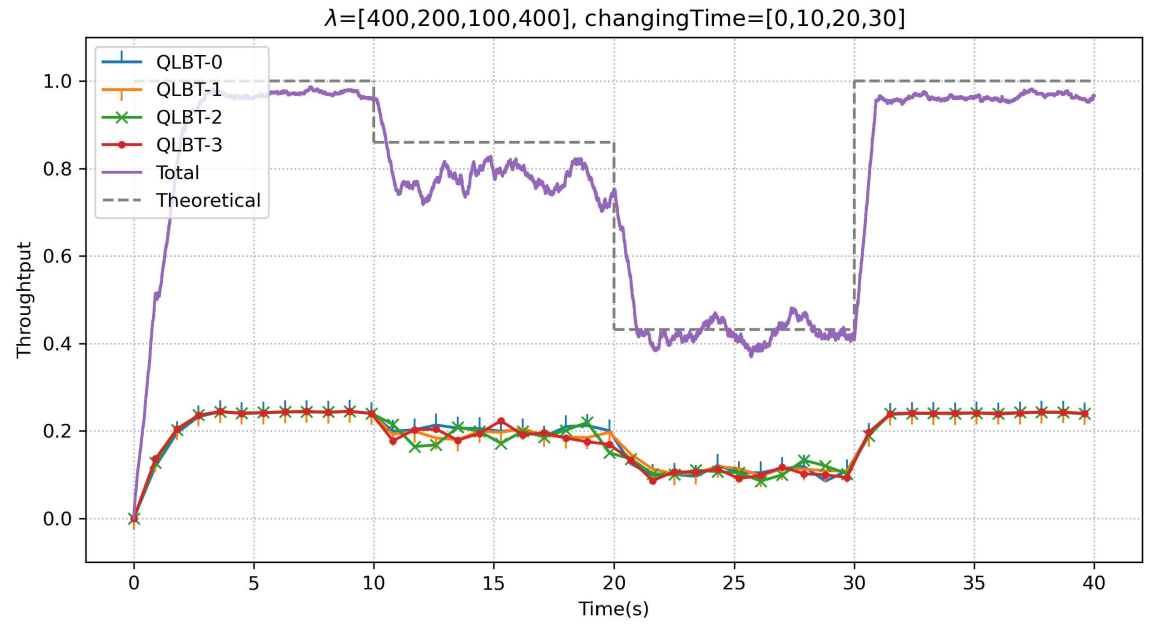 λ=[400,200,100,400], changingTime=[0,10,20,30]
QLBT-0
QLBT-1
QLBT-2
QLBT-3
Total
Theoretical
Throughtput
1.0
0.8
0.6
0.4
0.2
0.0
0 5 10 15 20 25 30 35 40
Time(s)